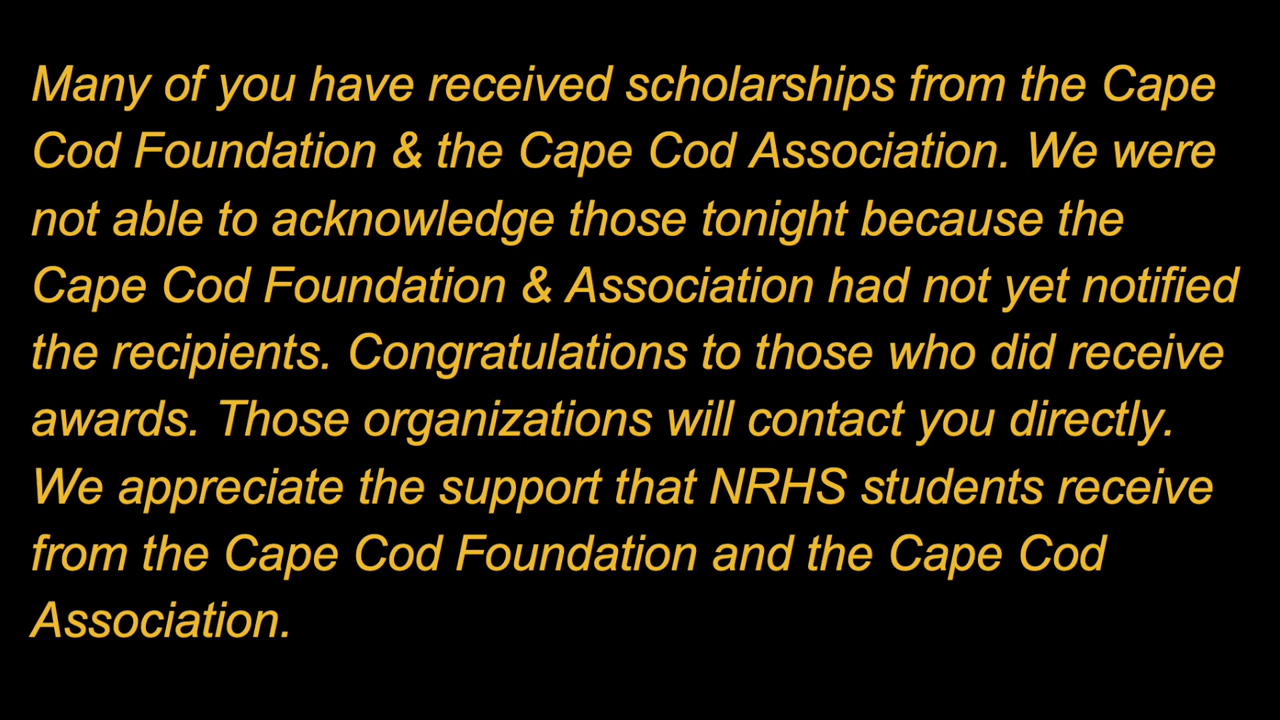 Many of you have received scholarships from the Cape
Cod Foundation & the Cape Cod Association. We were
not able to acknowledge those tonight because the
Cape Cod Foundation & Association had not yet notified
the recipients. Congratulations to those who did receive
awards. Those organizations will contact you directly.
We appreciate the support that NRHS students receive
from the Cape Cod Foundation and the Cape Cod
Association.